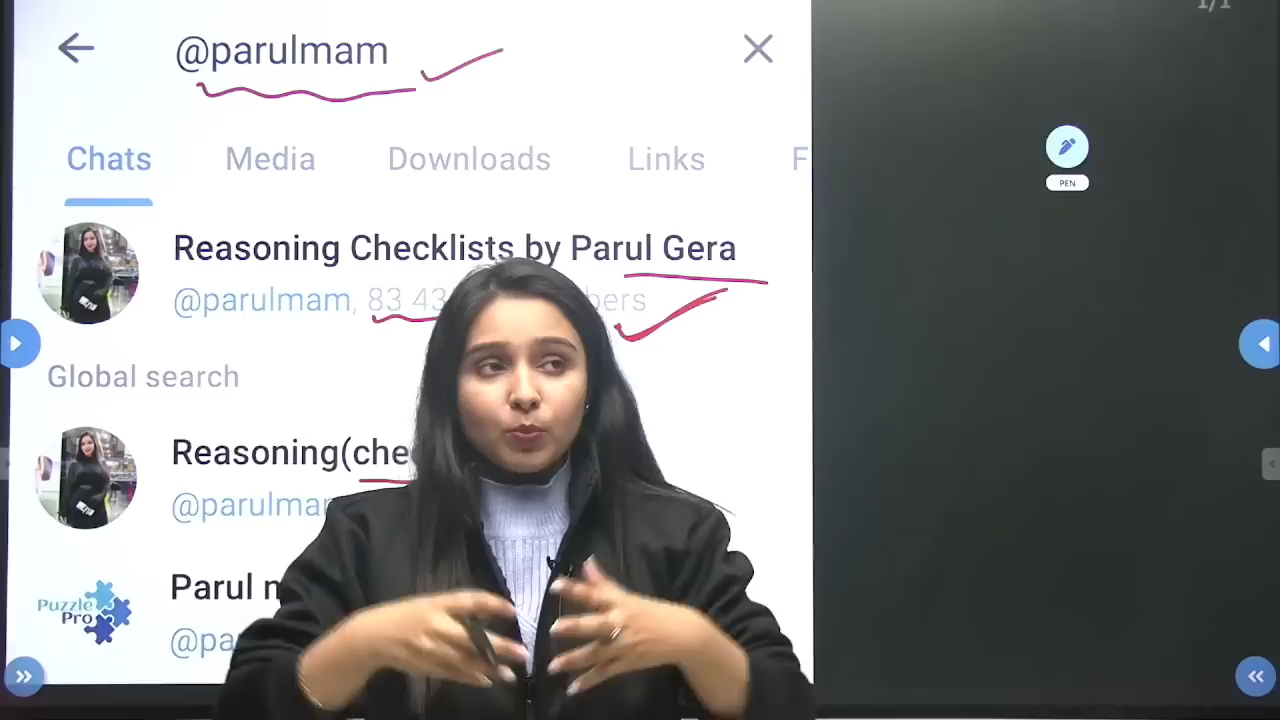 1/1
@parulmam
Chats Media Downloads Links F
PEN
Reasoning Checklists by Parul Gera
@parulmam, 83 43
Global search
Reasoning(che
@parulmam
Puzzle
Pro
Parul
@pa